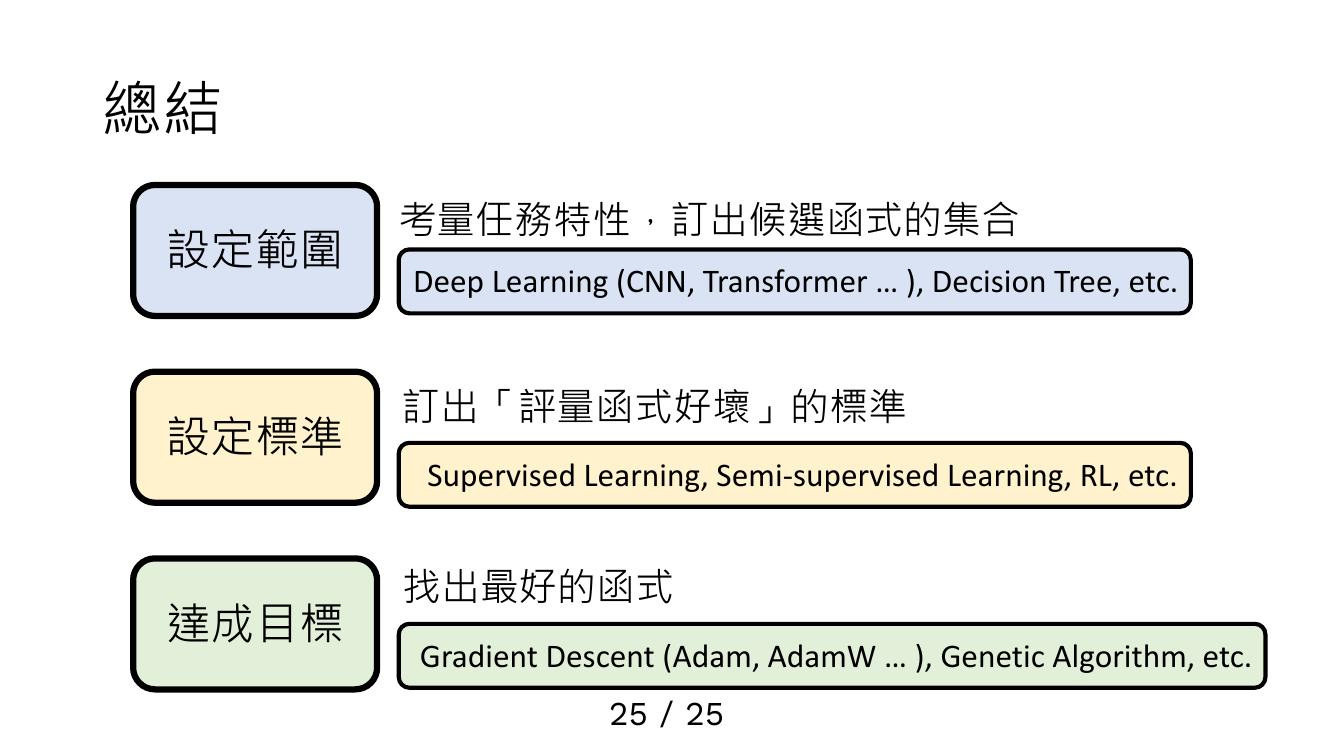 總結
設定範圍
考量任務特性，訂出候選函式的集合
Deep Learning (CNN, Transformer … ), Decision Tree, etc.
設定標準
訂出「評量函式好壞」的標準
Supervised Learning, Semi-supervised Learning, RL, etc.
達成目標
找出最好的函式
Gradient Descent (Adam, AdamW … ), Genetic Algorithm, etc.
25 / 25